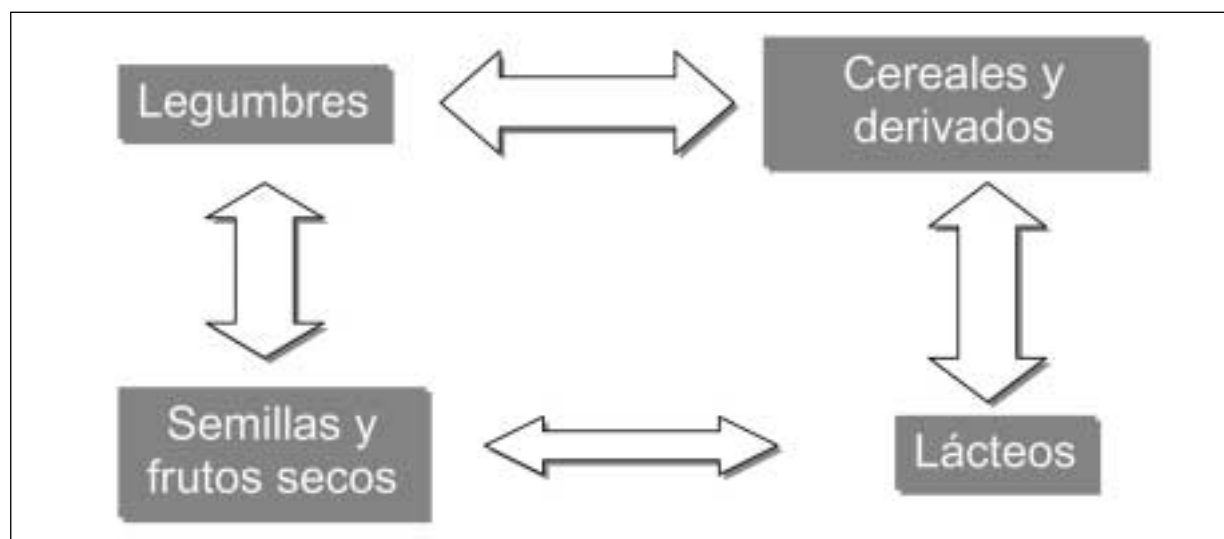 Legumbres
Cereales y
derivados
Semillas y
frutos secos
Lácteos